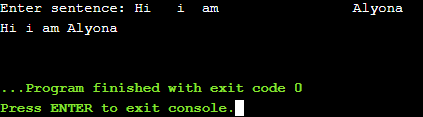 Enter sentence: Hi   i  am                 Alyona
Hi i am Alyona
...Program finished with exit code 0
Press ENTER to exit console.